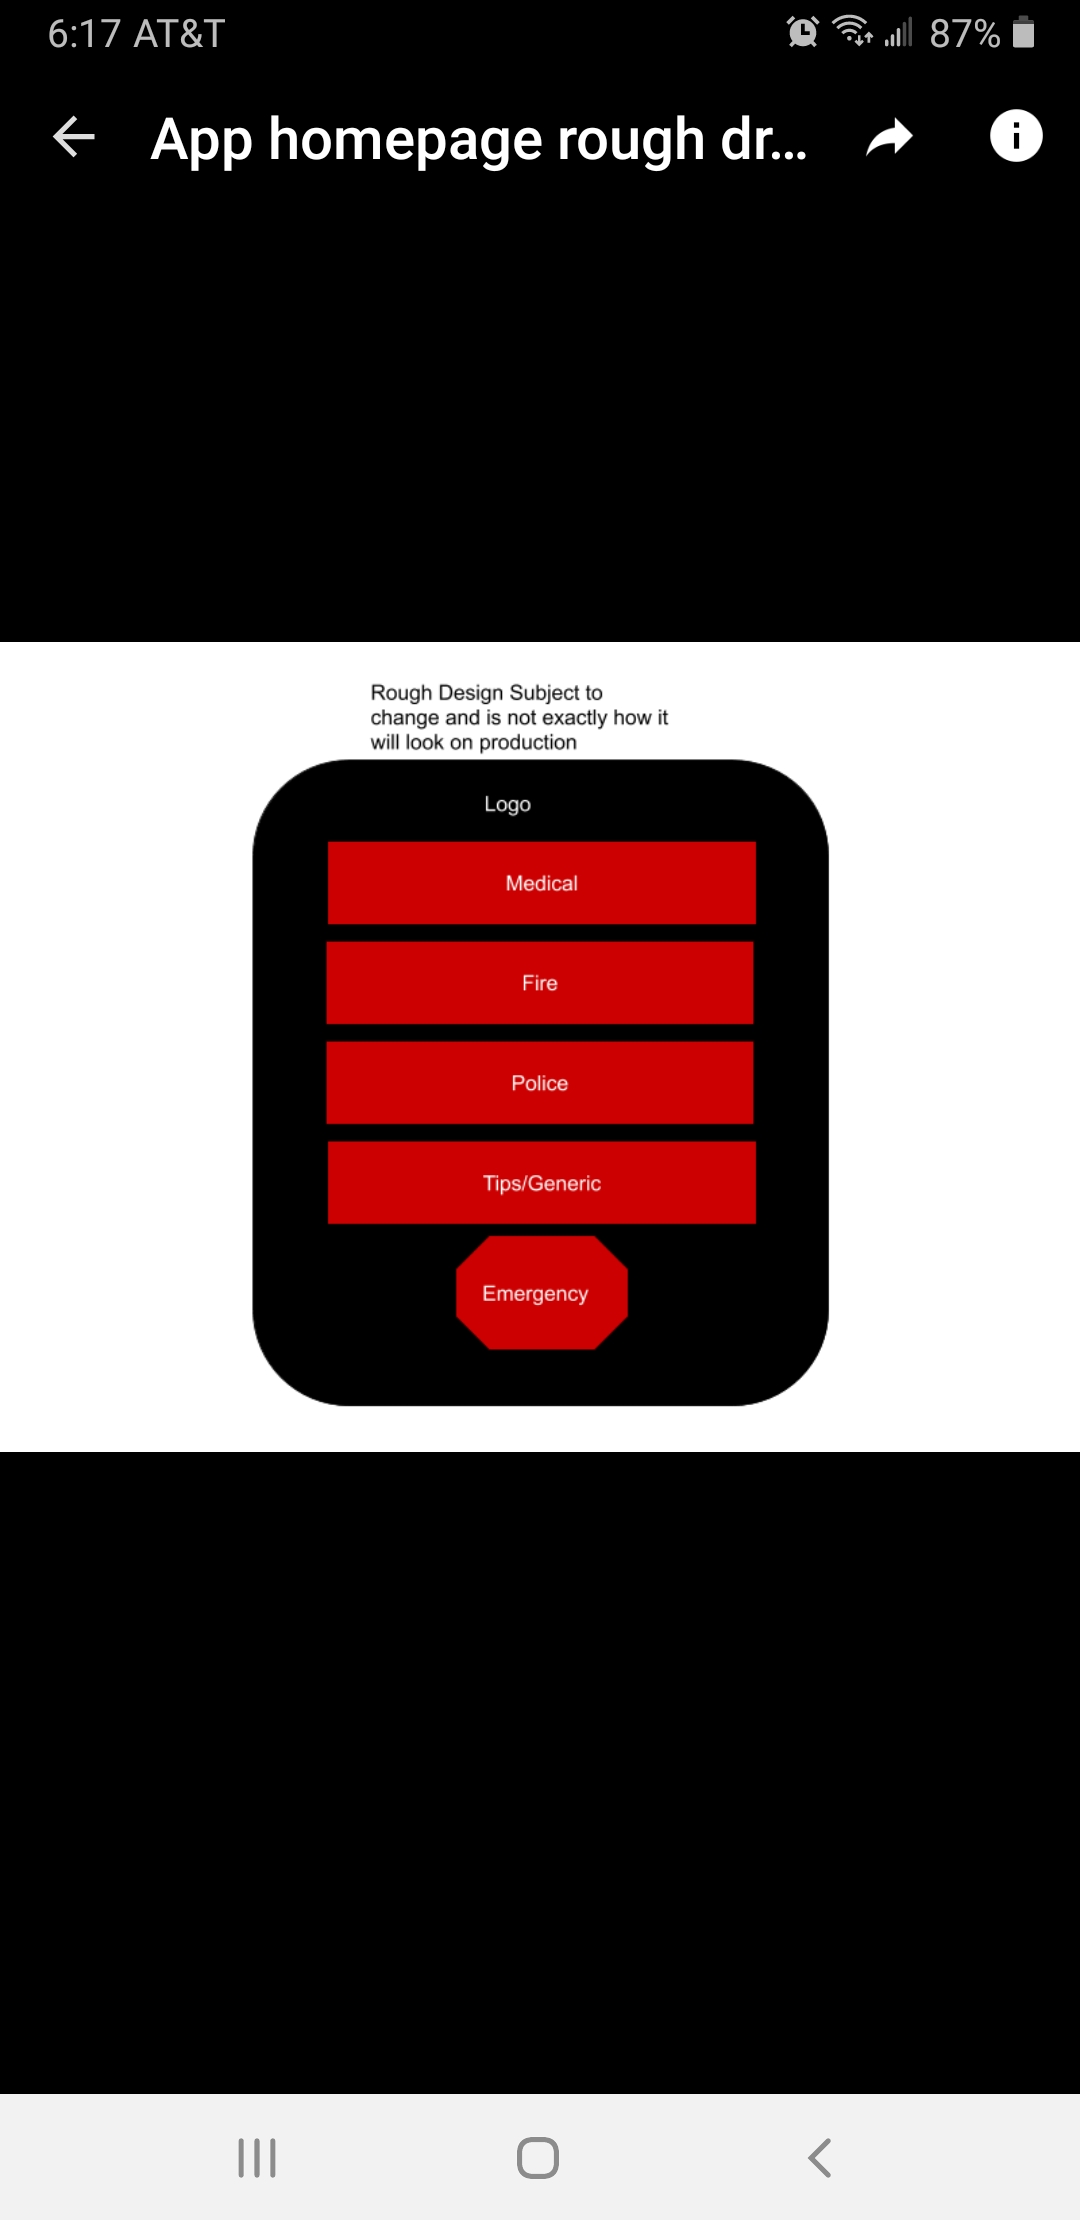 6:17 AT&T 87%
App homepage rough dr...
Rough Design Subject to
change and is not exactly how it
will look on production
Logo
Medical
Fire
Police
Tips/Generic
Emergency